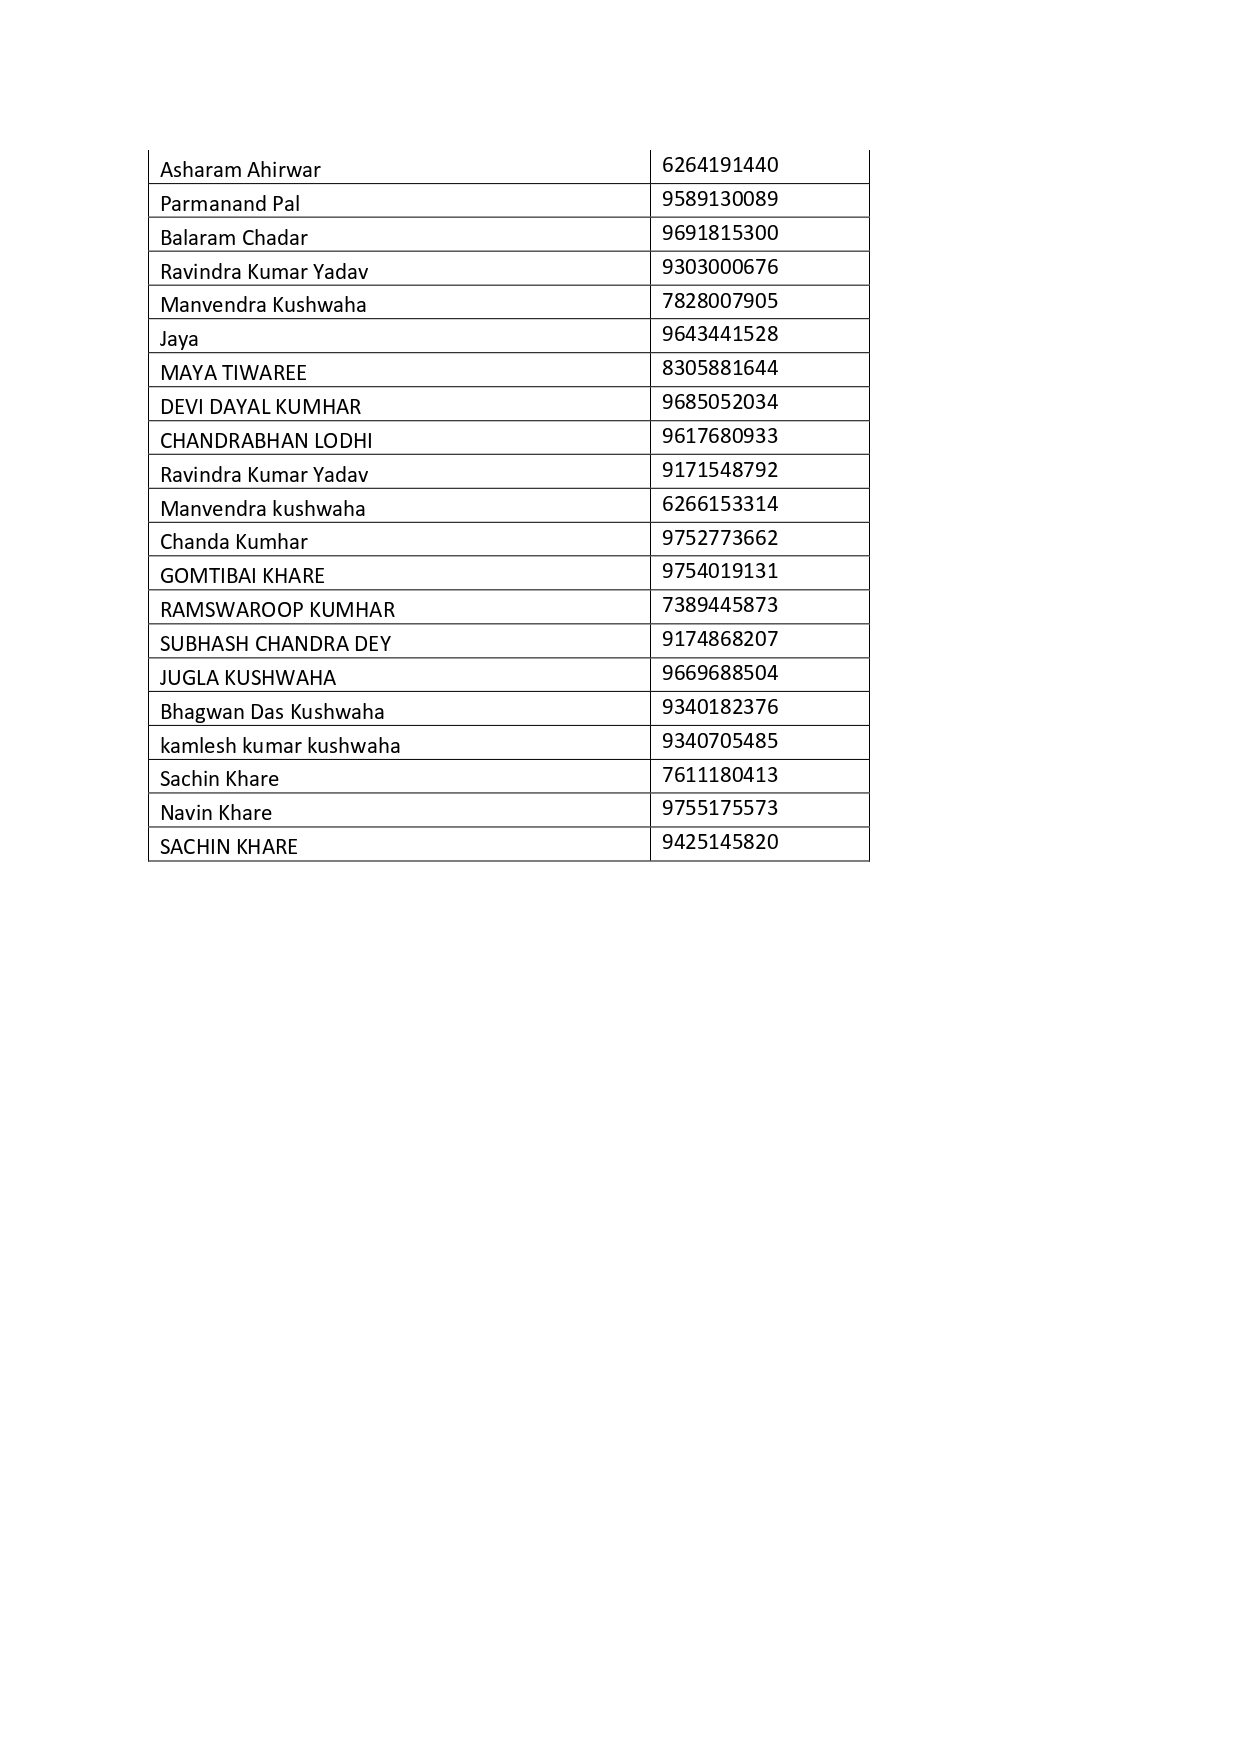 Asharam Ahirwar 6264191440
Parmanand Pal 9589130089
Balaram Chadar 9691815300
Ravindra Kumar Yadav 9303000676
Manvendra Kushwaha 7828007905
Jaya 9643441528
MAYA TIWAREE 8305881644
DEVI DAYAL KUMHAR 9685052034
CHANDRABHAN LODHI 9617680933
Ravindra Kumar Yadav 9171548792
Manvendra kushwaha 6266153314
Chanda Kumhar 9752773662
GOMTIBAI KHARE 9754019131
RAMSWAROOP KUMHAR 7389445873
SUBHASH CHANDRA DEY 9174868207
JUGLA KUSHWAHA 9669688504
Bhagwan Das Kushwaha 9340182376
kamlesh kumar kushwaha 9340705485
Sachin Khare 7611180413
Navin Khare 9755175573
SACHIN KHARE 9425145820